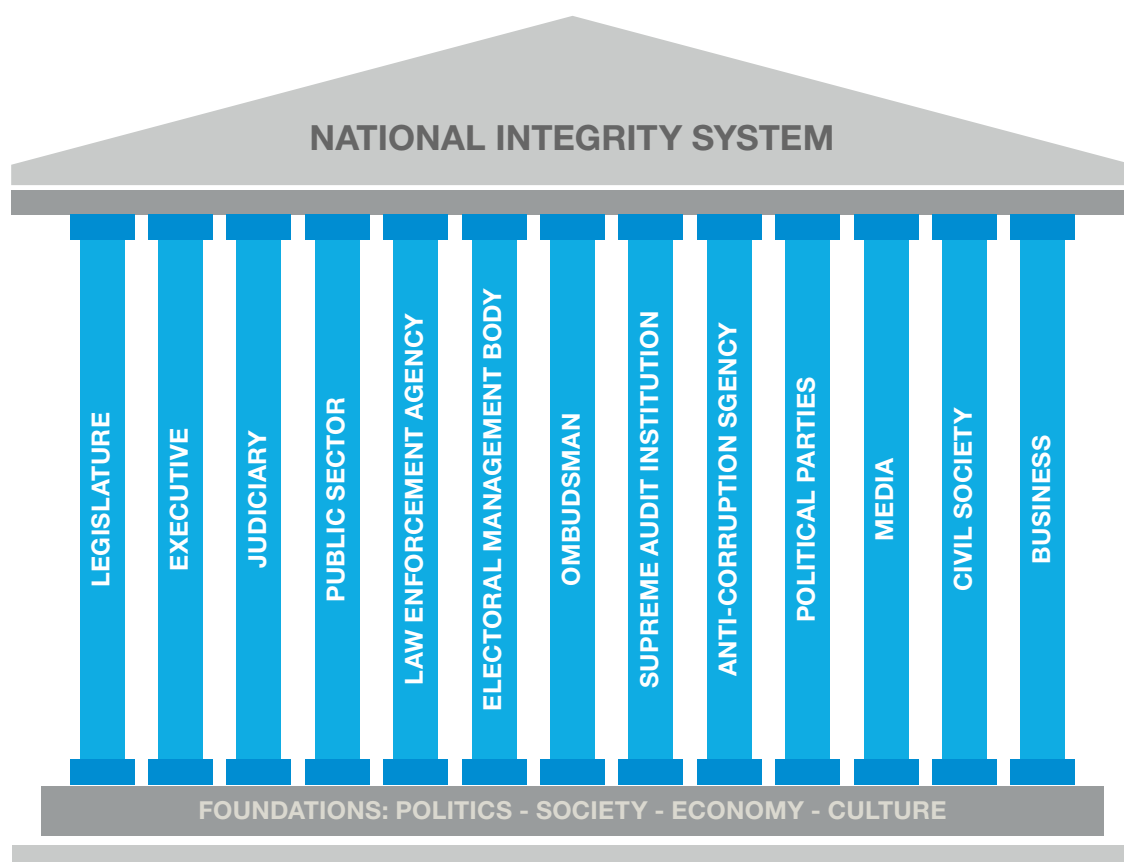 NATIONAL INTEGRITY SYSTEM
LEGISLATURE
EXECUTIVE
JUDICIARY
PUBLIC SECTOR
LAW ENFORCEMENT AGENCY
ELECTORAL MANAGEMENT BODY
OMBUDSMAN
SUPREME AUDIT INSTITUTION
ANTI-CORRUPTION SGENCY
POLITICAL PARTIES
MEDIA
CIVIL SOCIETY
BUSINESS
FOUNDATIONS: POLITICS - SOCIETY - ECONOMY - CULTURE